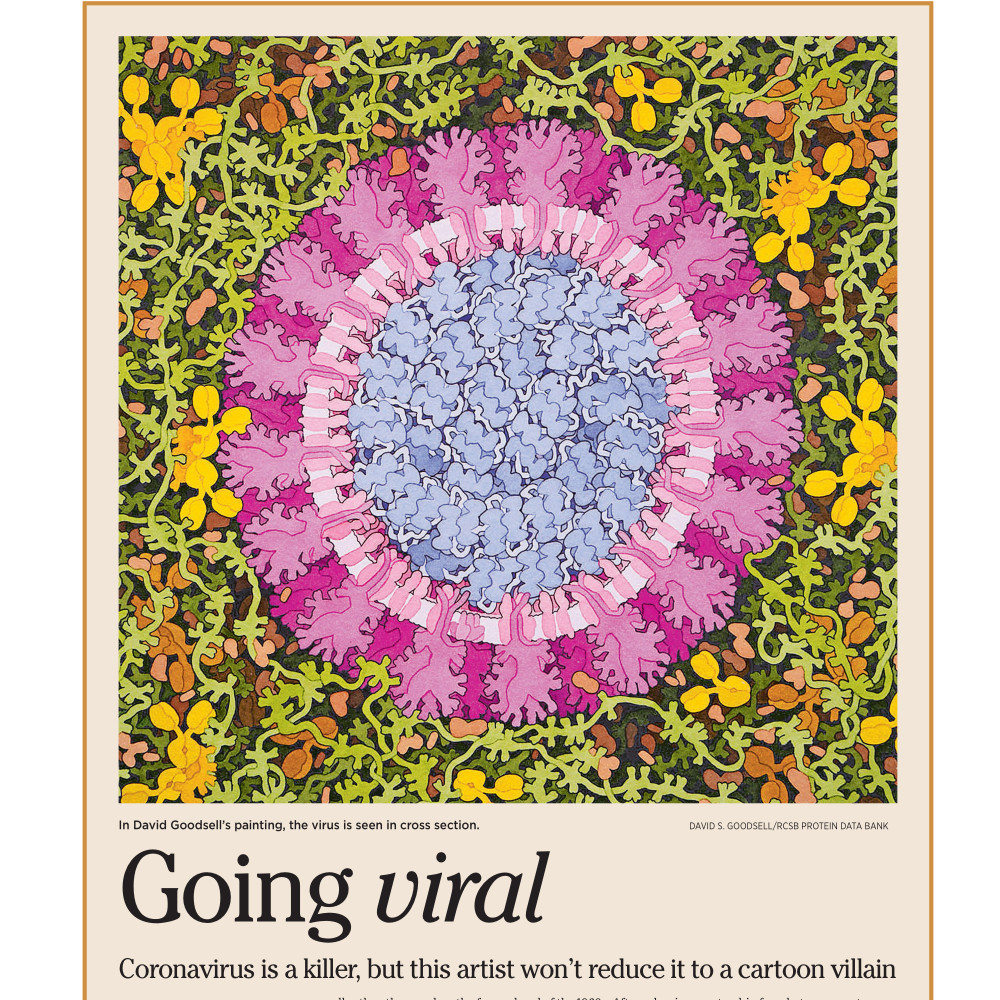 In David Goodsell's painting, the virus is seen in cross section.
DAVID S. GOODSELL/RCSB PROTEIN DATA BANK
Going viral
Coronavirus is a killer, but this artist won't reduce it to a cartoon villain